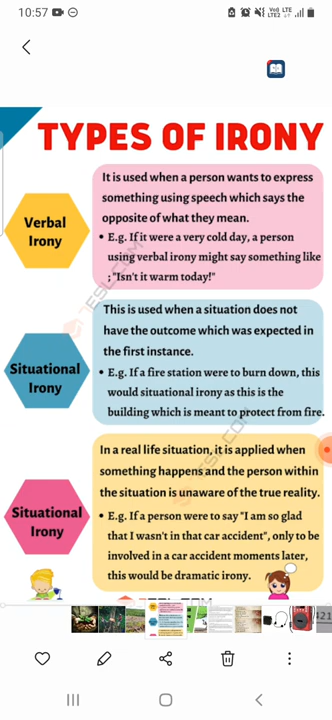 10:57
Vo)) LTE
LTE2
TYPES OF IRONY
Verbal
Irony
It is used when a person wants to express
something using speech which says the
opposite of what they mean.
• E.g. If it were a very cold day, a person
using verbal irony might say something like
; "Isn't it warm today!"
Situational
Irony
This is used when a situation does not
have the outcome which was expected in
the first instance.
• E.g. If a fire station were to burn down, this
would situational irony as this is the
building which is meant to protect from fire.
Situational
Irony
In a real life situation, it is applied when
something happens and the person within
the situation is unaware of the true reality.
• E.g. If a person were to say "I am so glad
that I wasn't in that car accident", only to be
involved in a car accident moments later,
this would be dramatic irony.
7ESL.COM
7ESL.COM
7ESL.COM